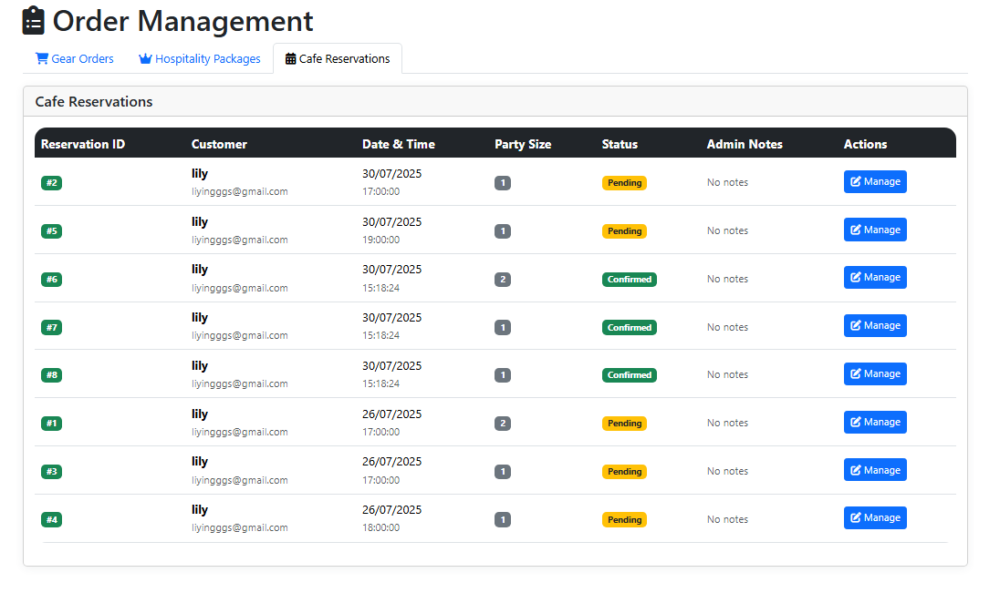 Order Management
Gear Orders Hospitality Packages Cafe Reservations
Cafe Reservations
Reservation ID Customer Date & Time Party Size Status Admin Notes Actions
#2 lily 30/07/2025 1 Pending No notes Manage
liyingggs@gmail.com 17:00:00
#5 lily 30/07/2025 1 Pending No notes Manage
liyingggs@gmail.com 19:00:00
#6 lily 30/07/2025 2 Confirmed No notes Manage
liyingggs@gmail.com 15:18:24
#7 lily 30/07/2025 1 Confirmed No notes Manage
liyingggs@gmail.com 15:18:24
#8 lily 30/07/2025 1 Confirmed No notes Manage
liyingggs@gmail.com 15:18:24
#1 lily 26/07/2025 2 Pending No notes Manage
liyingggs@gmail.com 17:00:00
#3 lily 26/07/2025 1 Pending No notes Manage
liyingggs@gmail.com 17:00:00
#4 lily 26/07/2025 1 Pending No notes Manage
liyingggs@gmail.com 18:00:00